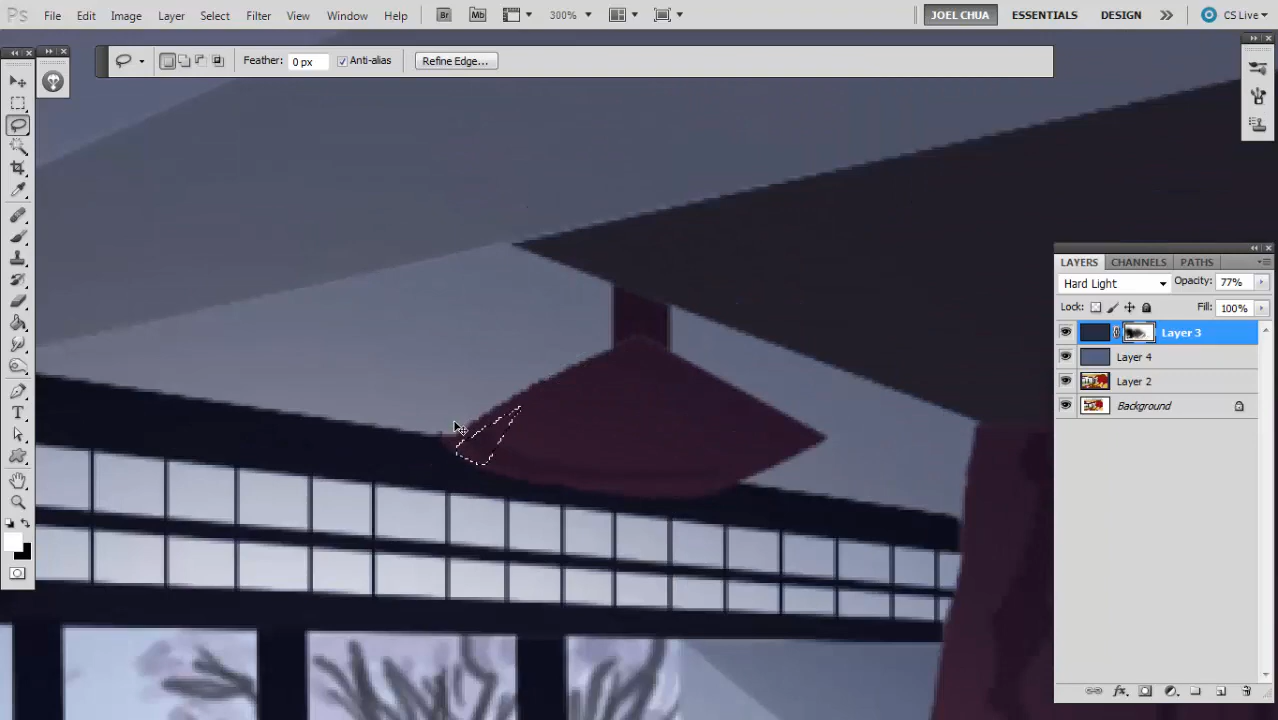 Ps File Edit Image Layer Select Filter View Window Help Br Mb 300% JOEL CHUA ESSENTIALS DESIGN CS Live
Feather: 0 px Anti-alias Refine Edge...
LAYERS CHANNELS PATHS
Hard Light Opacity: 77%
Lock: Fill: 100%
Layer 3
Layer 4
Layer 2
Background
T
fx